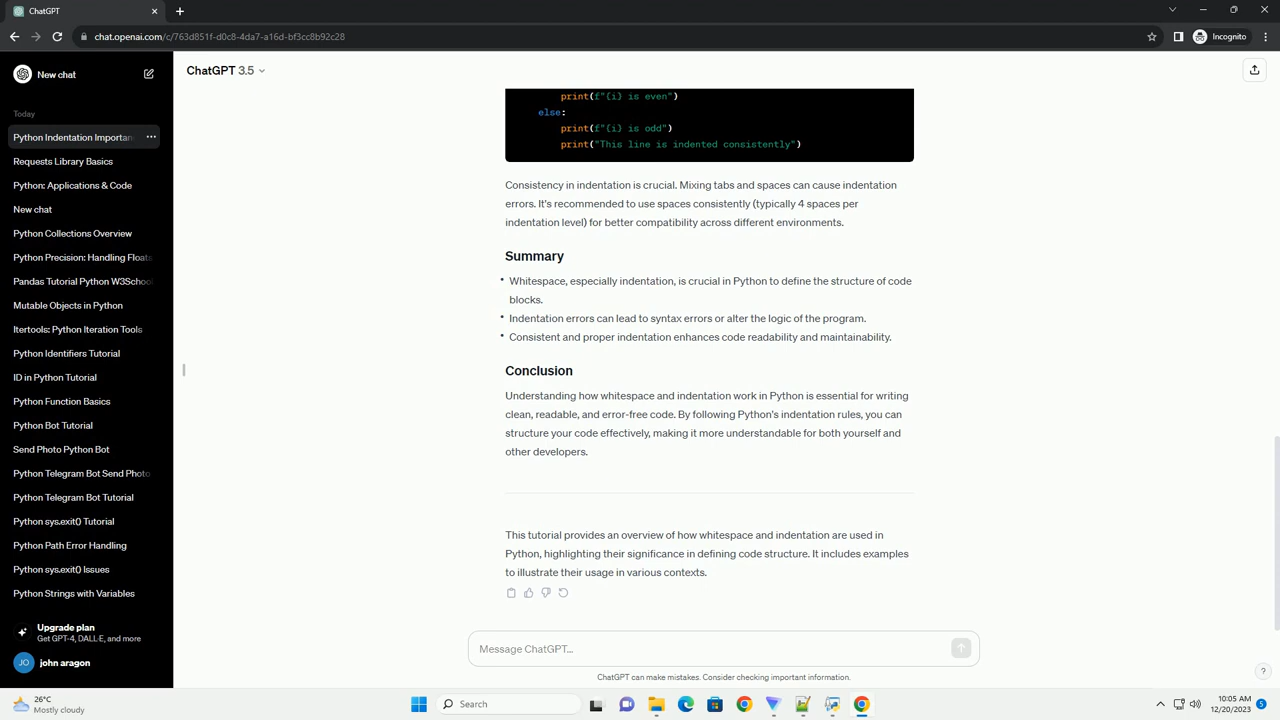 ChatGPT
chat.openai.com/c/763d851f-d0c8-4da7-a16d-bf3cc8b92c28
Incognito
New chat
ChatGPT 3.5
Today
Python Indentation Importan
Requests Library Basics
Python: Applications & Code
New chat
Python Collections Overview
Python Precision: Handling Floats
Pandas Tutorial Python W3School
Mutable Objects in Python
Itertools: Python Iteration Tools
Python Identifiers Tutorial
ID in Python Tutorial
Python Function Basics
Python Bot Tutorial
Send Photo Python Bot
Python Telegram Bot Send Photo
Python Telegram Bot Tutorial
Python sys.exit() Tutorial
Python Path Error Handling
Python sys.exit() Issues
Python Strings with Variables
Upgrade plan
Get GPT-4, DALL·E, and more
JO john aragon
print(f"{i} is even")
else:
print(f"{i} is odd")
print("This line is indented consistently")
Consistency in indentation is crucial. Mixing tabs and spaces can cause indentation
errors. It's recommended to use spaces consistently (typically 4 spaces per
indentation level) for better compatibility across different environments.
Summary
• Whitespace, especially indentation, is crucial in Python to define the structure of code
blocks.
• Indentation errors can lead to syntax errors or alter the logic of the program.
• Consistent and proper indentation enhances code readability and maintainability.
Conclusion
Understanding how whitespace and indentation work in Python is essential for writing
clean, readable, and error-free code. By following Python's indentation rules, you can
structure your code effectively, making it more understandable for both yourself and
other developers.
This tutorial provides an overview of how whitespace and indentation are used in
Python, highlighting their significance in defining code structure. It includes examples
to illustrate their usage in various contexts.
Message ChatGPT...
ChatGPT can make mistakes. Consider checking important information.
?
26°C
Mostly cloudy
Search
10:05 AM
12/20/2023
5